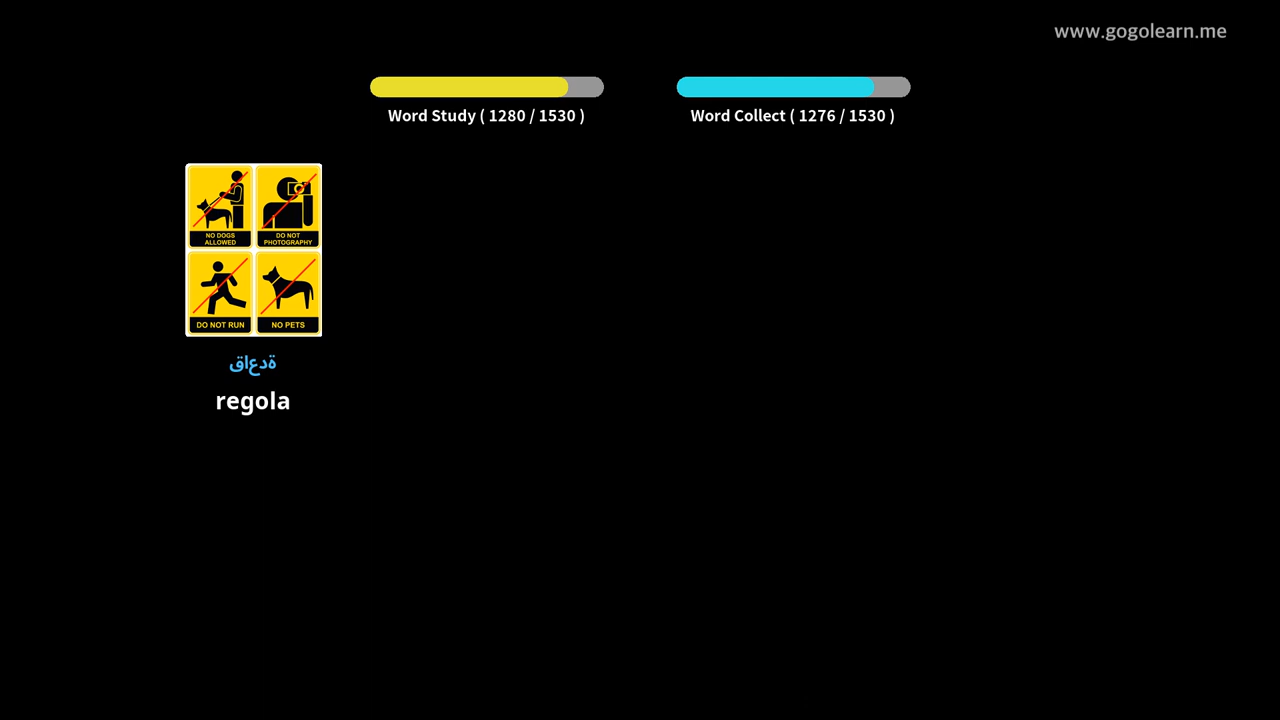 www.gogolearn.me
Word Study ( 1280 / 1530 )
Word Collect ( 1276 / 1530 )
NO DOGS
ALLOWED
DO NOT
PHOTOGRAPHY
DO NOT RUN
NO PETS
ةدعاق
regola